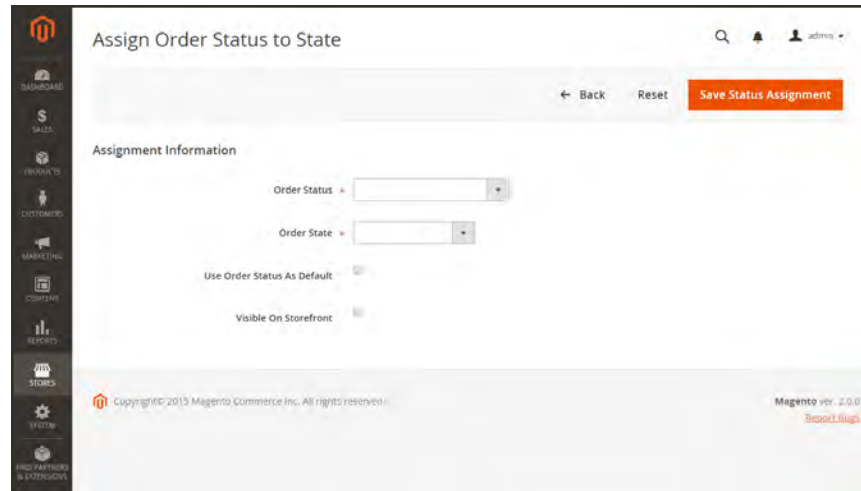 Assign Order Status to State
admin
DASHBOARD
SALES
PRODUCTS
CUSTOMERS
MARKETING
CONTENT
REPORTS
STORES
SYSTEM
FIND PARTNERS
& EXTENSIONS
← Back
Reset
Save Status Assignment
Assignment Information
Order Status *
Order State *
Use Order Status As Default
Visible On Storefront
Copyright© 2015 Magento Commerce Inc. All rights reserved.
Magento ver. 2.0.0
Report Bugs